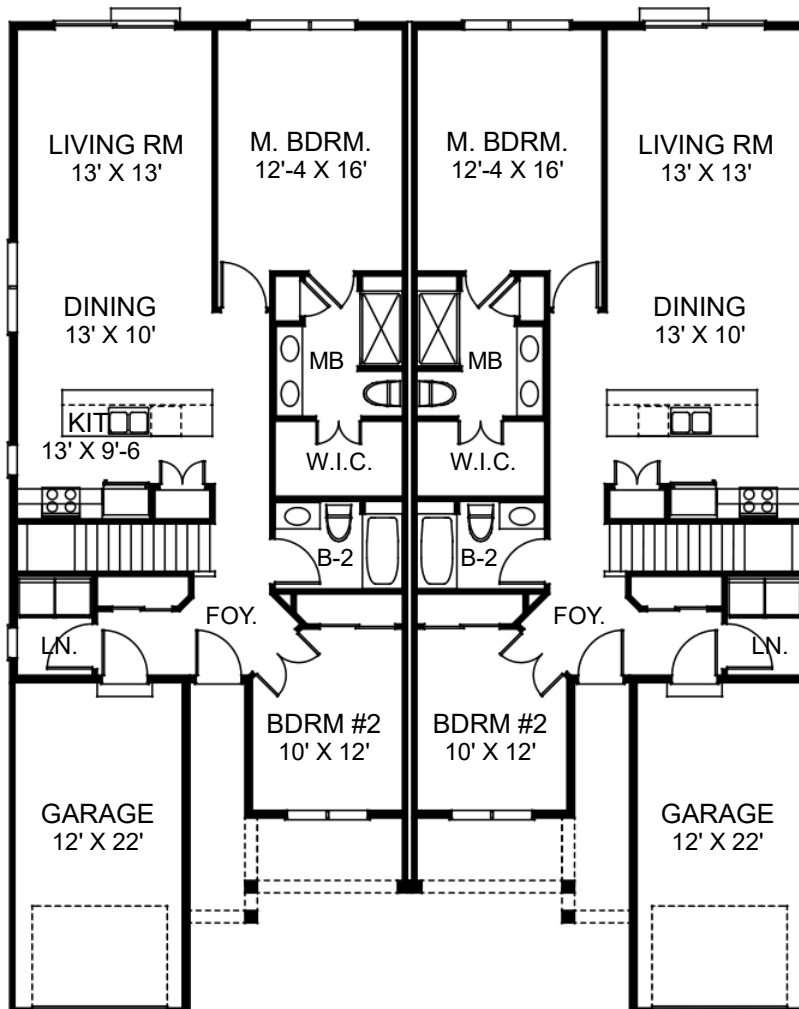 LIVING RM
13' X 13'
M. BDRM.
12'-4 X 16'
M. BDRM.
12'-4 X 16'
LIVING RM
13' X 13'
DINING
13' X 10'
MB
MB
DINING
13' X 10'
KIT
13' X 9'-6
W.I.C.
W.I.C.
B-2
B-2
LN.
FOY.
FOY.
LN.
BDRM #2
10' X 12'
BDRM #2
10' X 12'
GARAGE
12' X 22'
GARAGE
12' X 22'